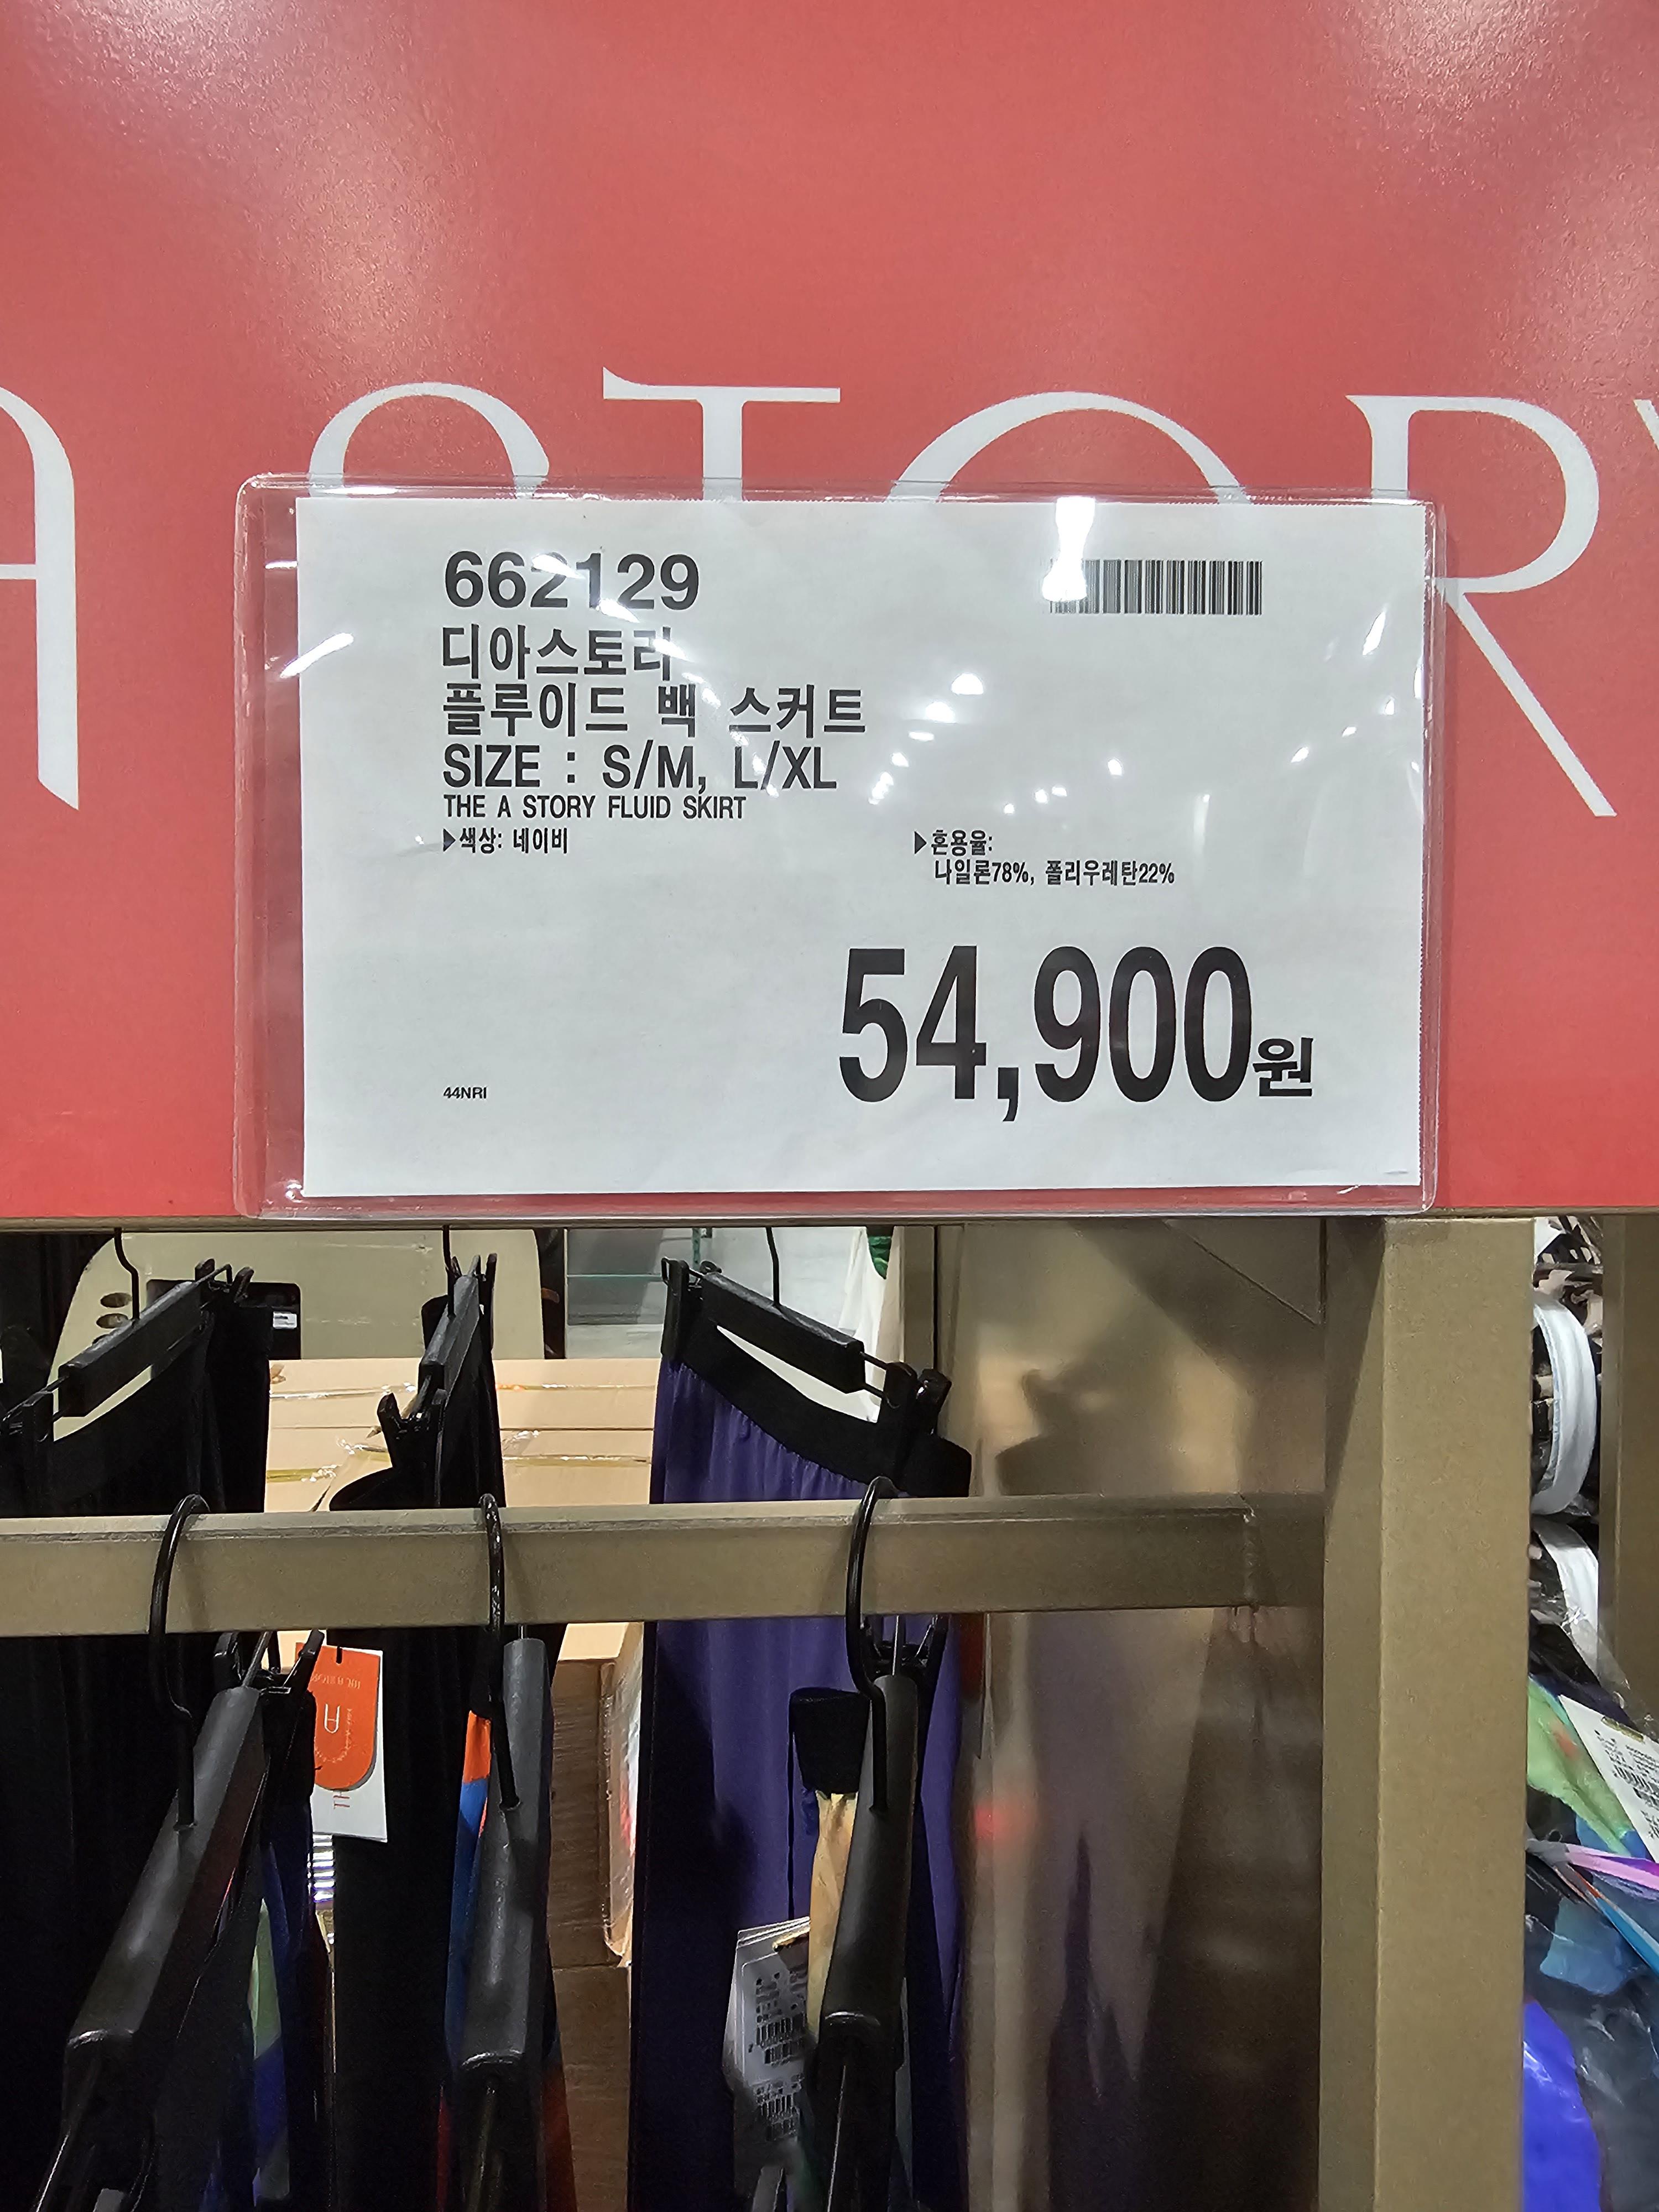 A STORY
662129
디아스토리
플루이드 백 스커트
SIZE : S/M, L/XL
THE A STORY FLUID SKIRT
▶색상: 네이비
▶혼용율:
나일론78%, 폴리우레탄22%
54,900원
44NRI